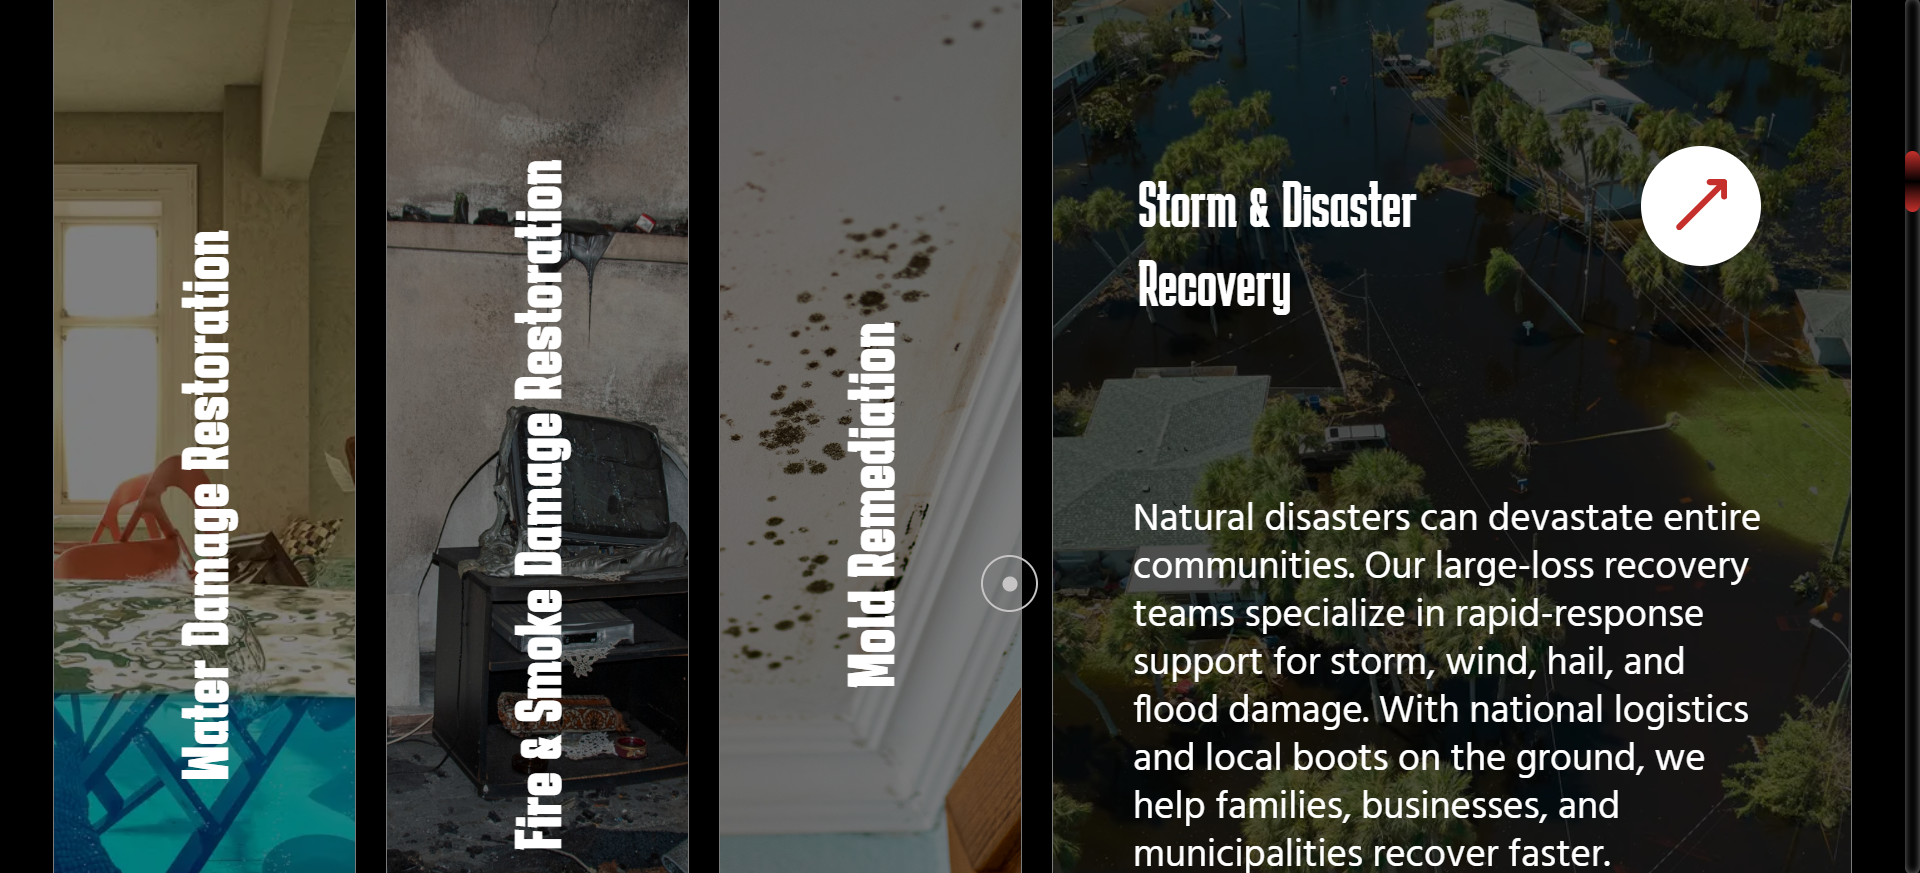 Water Damage Restoration
Fire & Smoke Damage Restoration
Mold Remediation
Storm & Disaster
Recovery
Natural disasters can devastate entire
communities. Our large-loss recovery
teams specialize in rapid-response
support for storm, wind, hail, and
flood damage. With national logistics
and local boots on the ground, we
help families, businesses, and
municipalities recover faster.